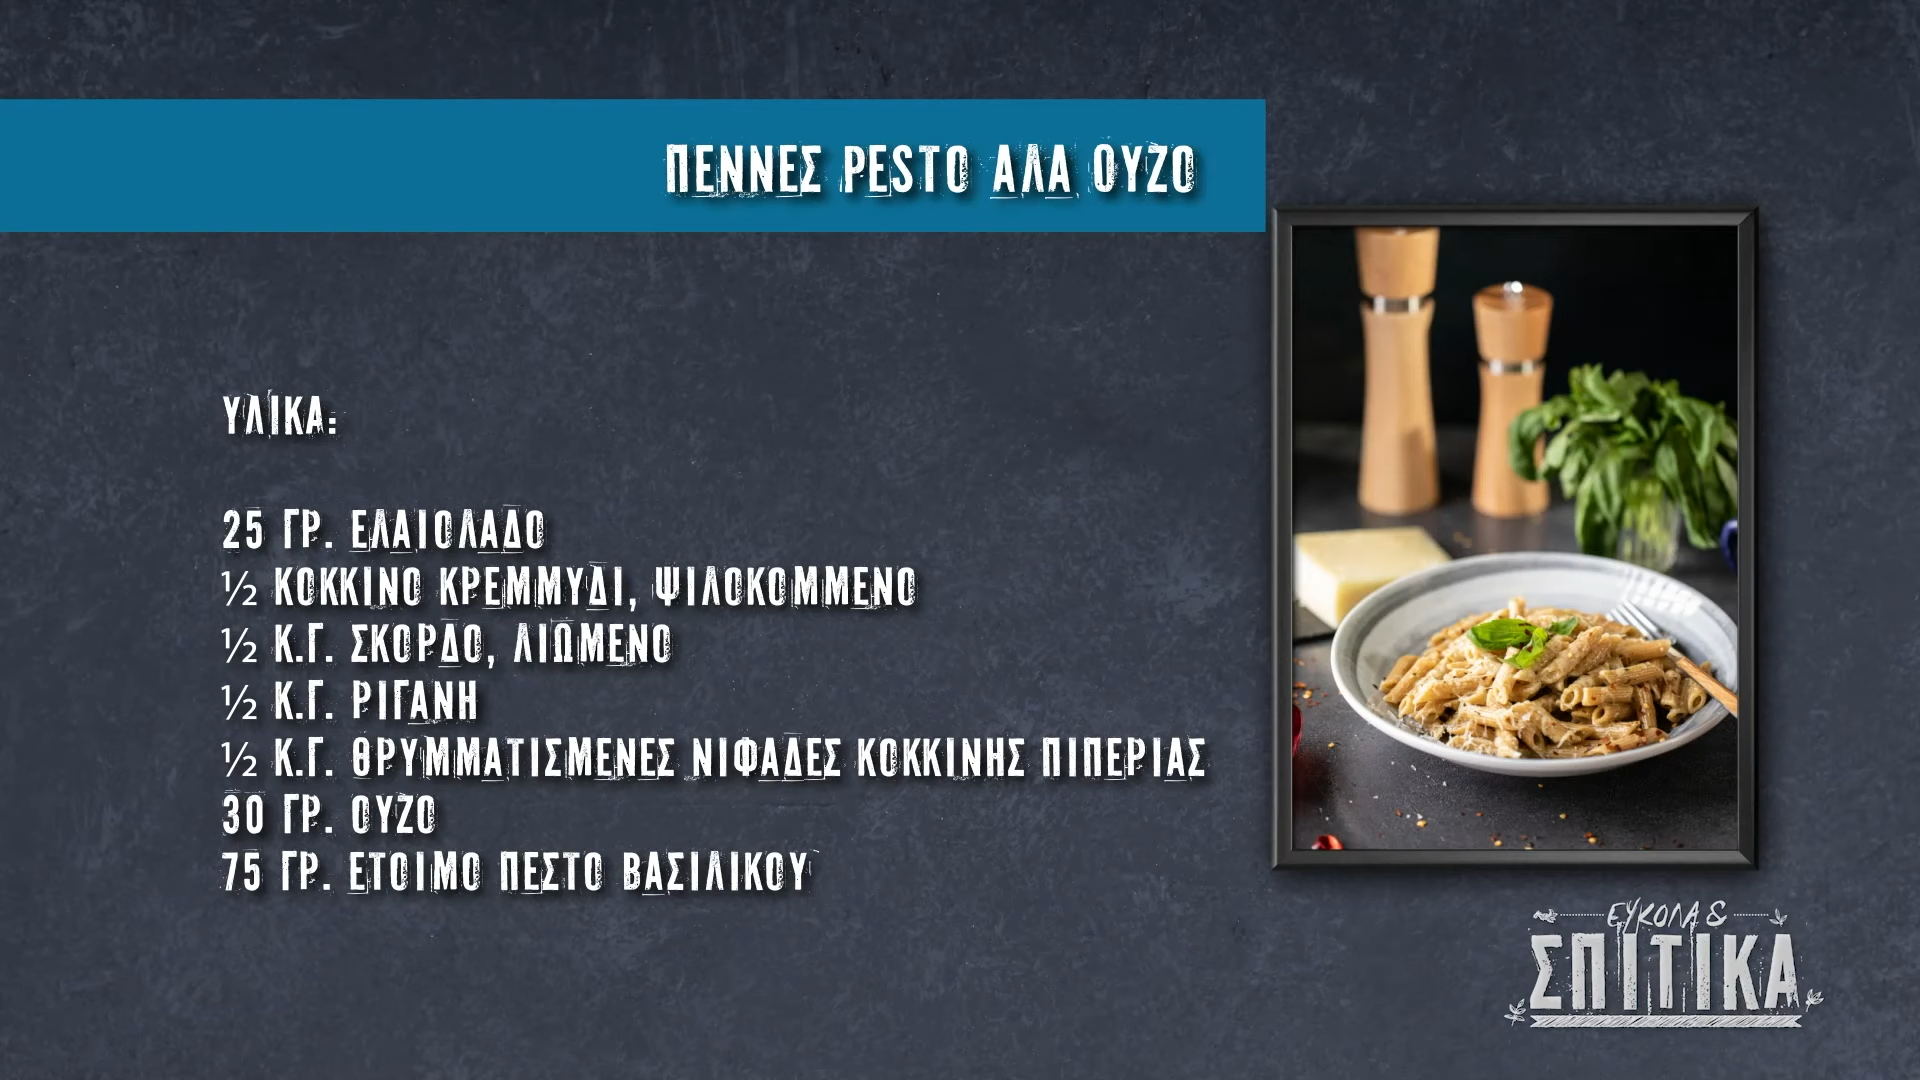 ΠΕΝΝΕΣ PESTO ΑΛΑ ΟΥΖΟ
ΥΛΙΚΑ:
25 ΓΡ. ΕΛΑΙΟΛΑΔΟ
½ ΚΟΚΚΙΝΟ ΚΡΕΜΜΥΔΙ, ΨΙΛΟΚΟΜΜΕΝΟ
½ Κ.Γ. ΣΚΟΡΔΟ, ΛΙΩΜΕΝΟ
½ Κ.Γ. ΡΙΓΑΝΗ
½ Κ.Γ. ΘΡΥΜΜΑΤΙΣΜΕΝΕΣ ΝΙΦΑΔΕΣ ΚΟΚΚΙΝΗΣ ΠΙΠΕΡΙΑΣ
30 ΓΡ. ΟΥΖΟ
75 ΓΡ. ΕΤΟΙΜΟ ΠΕΣΤΟ ΒΑΣΙΛΙΚΟΥ
ΕΥΚΟΛΑ &
ΣΠΙΤΙΚΑ